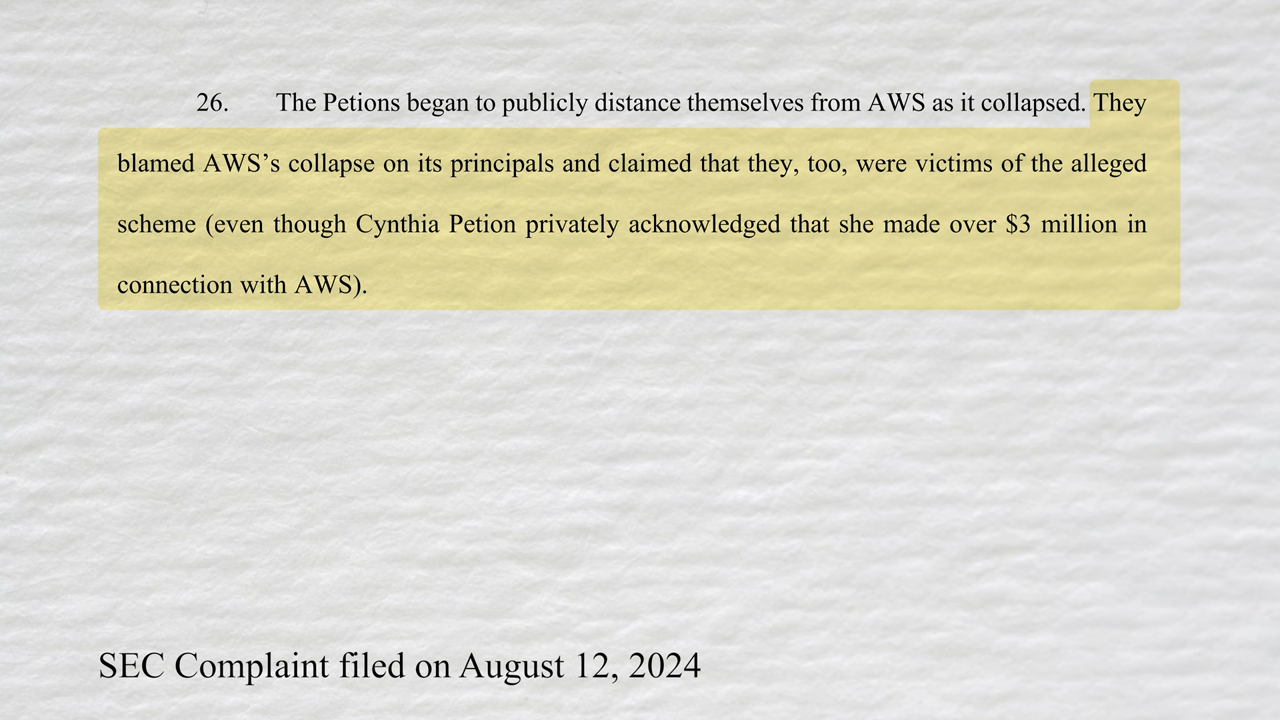 26. The Petions began to publicly distance themselves from AWS as it collapsed. They
blamed AWS’s collapse on its principals and claimed that they, too, were victims of the alleged
scheme (even though Cynthia Petion privately acknowledged that she made over $3 million in
connection with AWS).
SEC Complaint filed on August 12, 2024